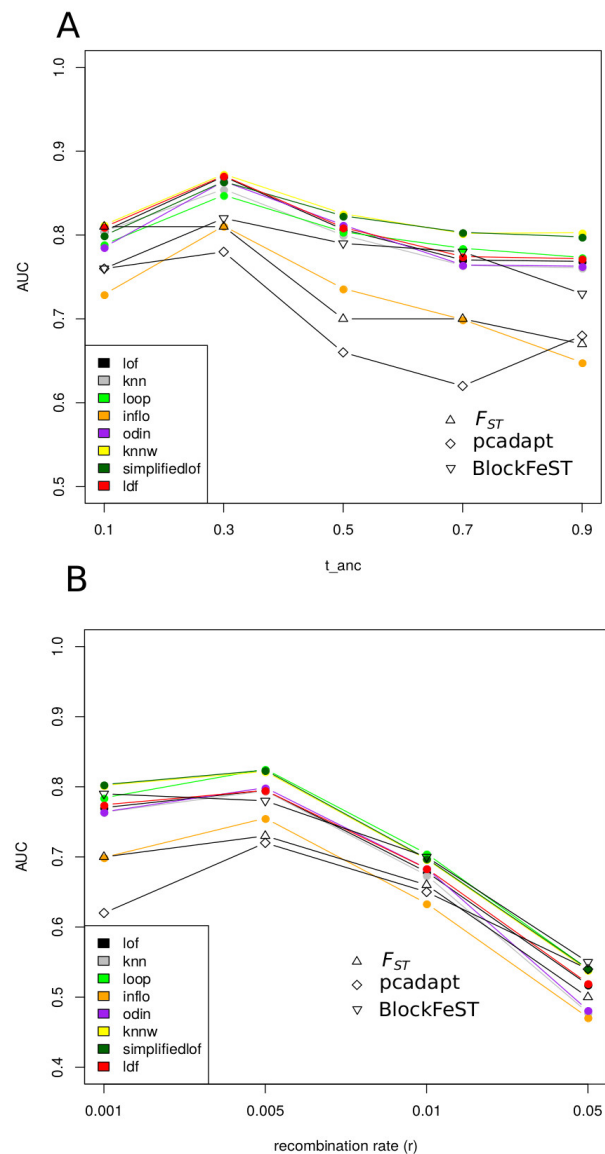 A
1.0
0.9
0.8
0.7
0.6
0.5
AUC
lof
knn
loop
inflo
odin
knnw
simplifiedlof
ldf
F_ST
pcadapt
BlockFeST
0.1 0.3 0.5 0.7 0.9
t_anc
B
1.0
0.9
0.8
0.7
0.6
0.5
0.4
AUC
lof
knn
loop
inflo
odin
knnw
simplifiedlof
ldf
F_ST
pcadapt
BlockFeST
0.001 0.005 0.01 0.05
recombination rate (r)